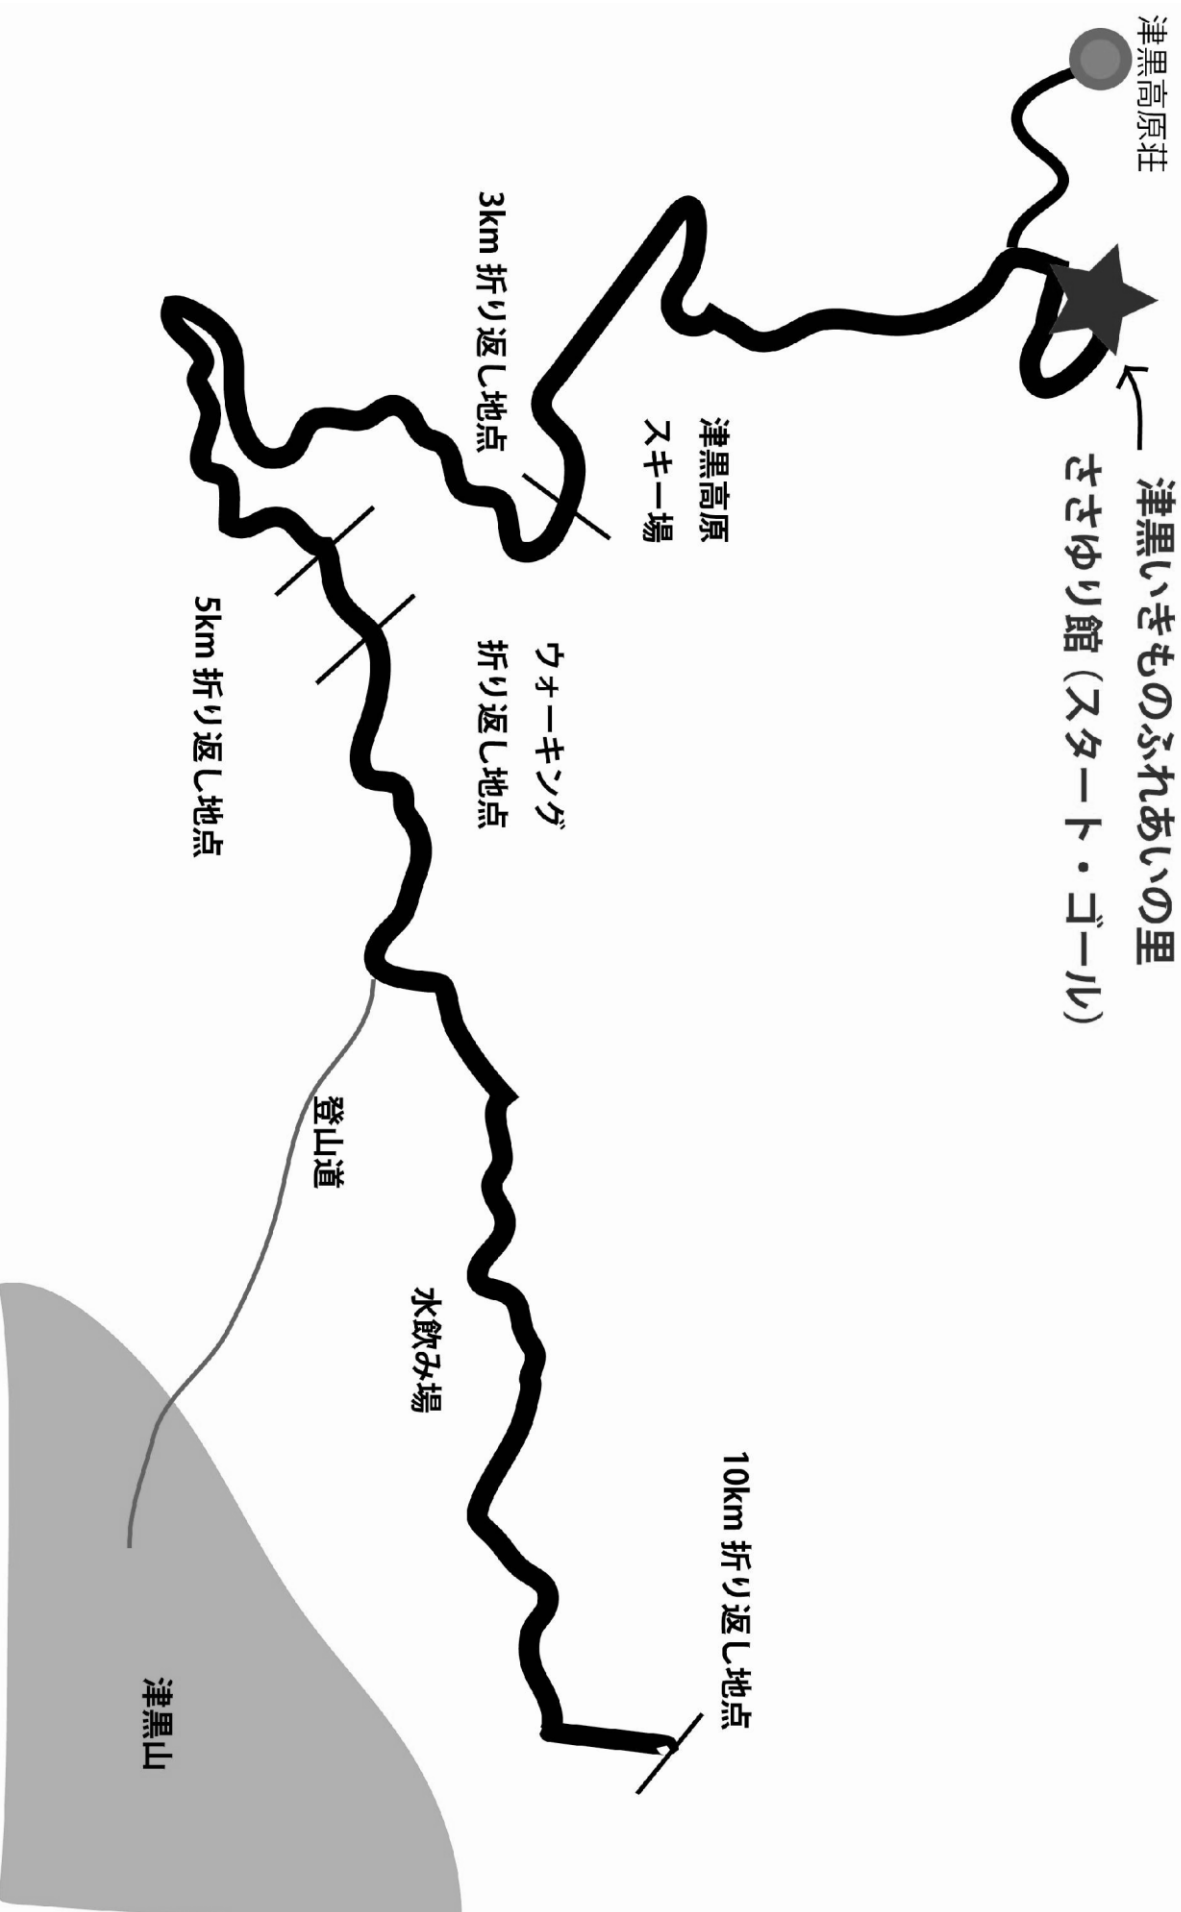 津黒高原荘
津黒いきものふれあいの里
ささゆり館（スタート・ゴール）
津黒高原
スキー場
3km 折り返し地点
ウォーキング
折り返し地点
5km 折り返し地点
10km 折り返し地点
水飲み場
登山道
津黒山